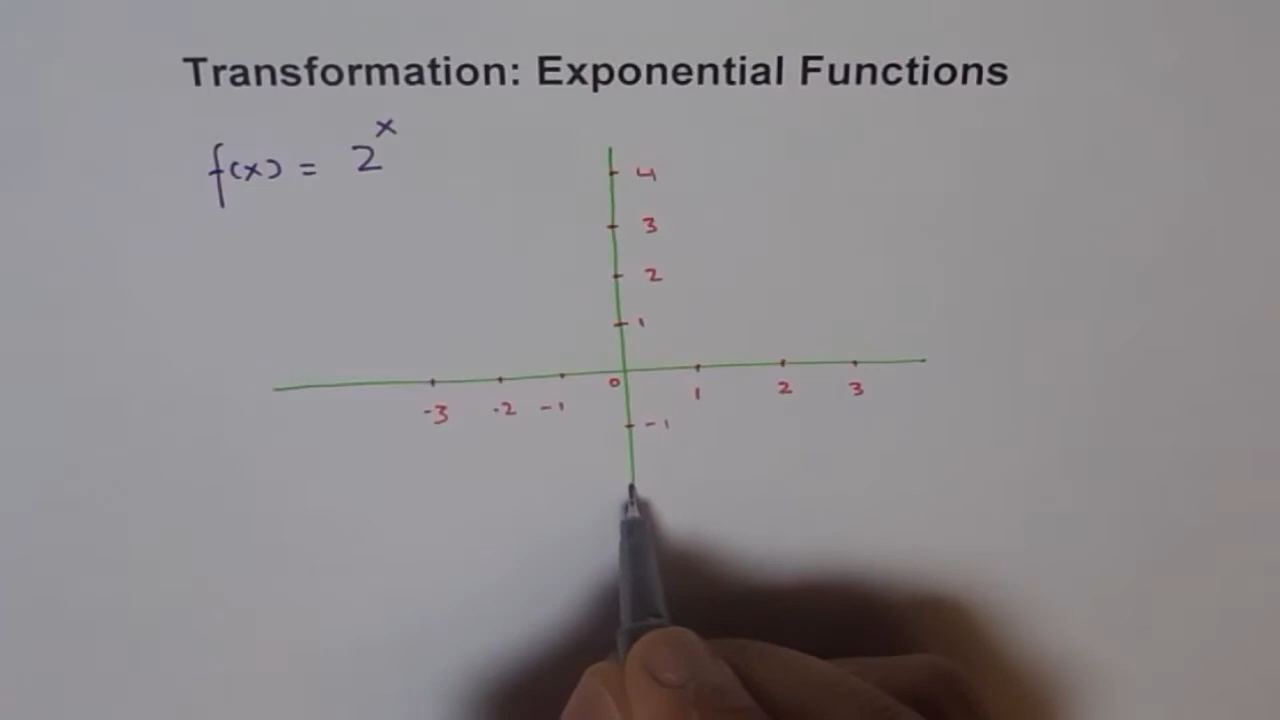 Transformation: Exponential Functions
f(x) = 2^x
4
3
2
1
-3 -2 -1 0 1 2 3
-1